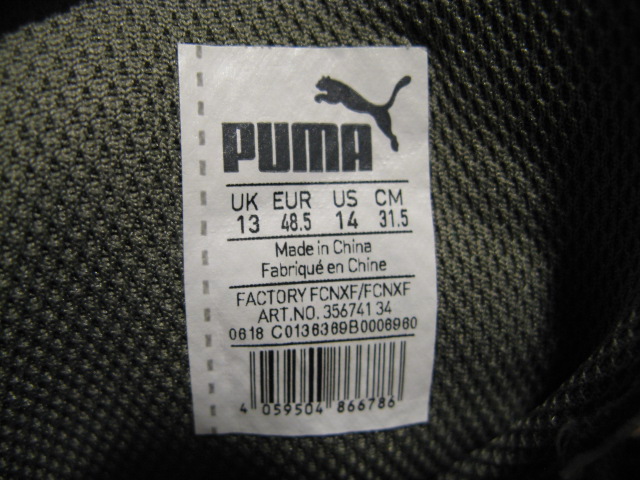 PUMA
UK EUR US CM
13 48.5 14 31.5
Made in China
Fabriqué en Chine
FACTORY FCNXF/FCNXF
ART.NO. 356741 34
0618 C0136369B0006960
4 059504 866786